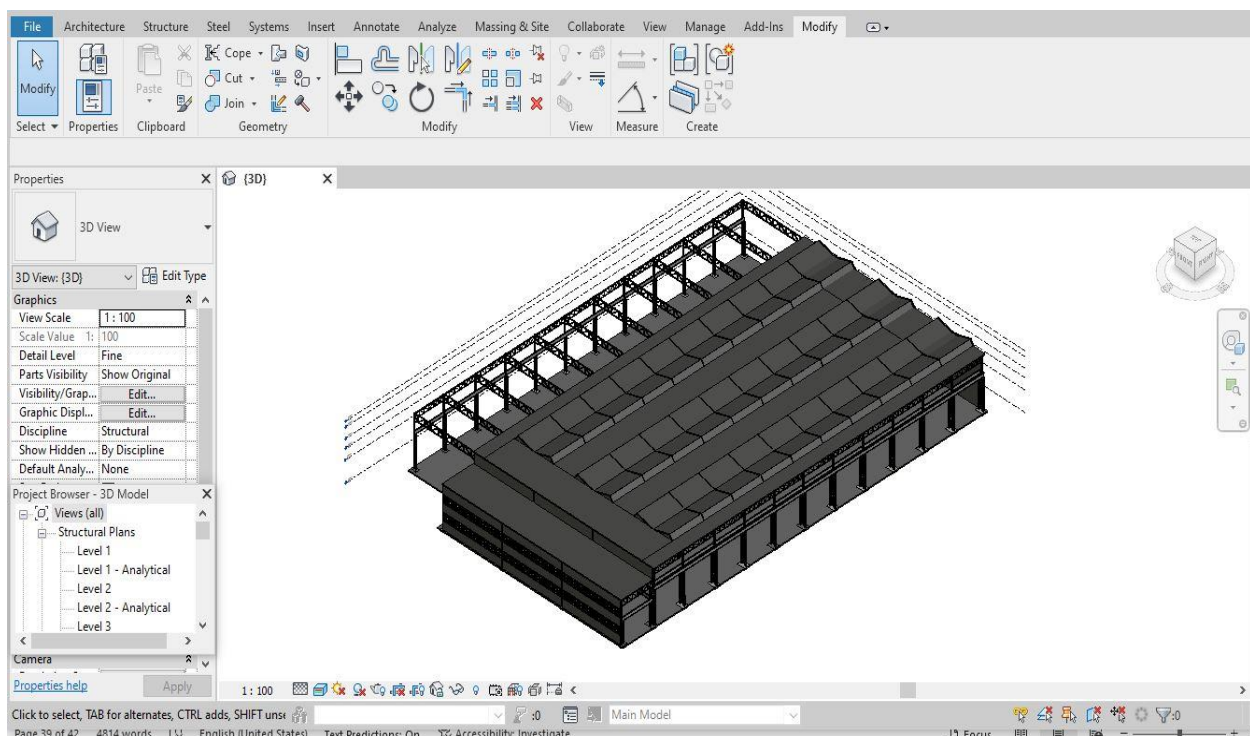 File Architecture Structure Steel Systems Insert Annotate Analyze Massing & Site Collaborate View Manage Add-Ins Modify
Cope
Cut
Modify Paste
Join
Select Properties Clipboard Geometry Modify View Measure Create
Properties X {3D} X
3D View
3D View: {3D} Edit Type
Graphics
View Scale 1 : 100
Scale Value 1: 100
Detail Level Fine
Parts Visibility Show Original
Visibility/Grap... Edit...
Graphic Displ... Edit...
Discipline Structural
Show Hidden ... By Discipline
Default Analy... None
Project Browser - 3D Model X
Views (all)
Structural Plans
Level 1
Level 1 - Analytical
Level 2
Level 2 - Analytical
Level 3
Camera
Properties help Apply 1 : 100
Click to select, TAB for alternates, CTRL adds, SHIFT unse :0 Main Model :0
Page 39 of 42 4814 words English (United States) Text Predictions: On Accessibility: Investigate Focus